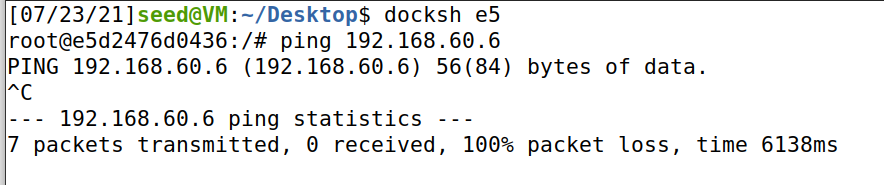 [07/23/21]seed@VM:~/Desktop$ docksh e5
root@e5d2476d0436:/# ping 192.168.60.6
PING 192.168.60.6 (192.168.60.6) 56(84) bytes of data.
^C
--- 192.168.60.6 ping statistics ---
7 packets transmitted, 0 received, 100% packet loss, time 6138ms